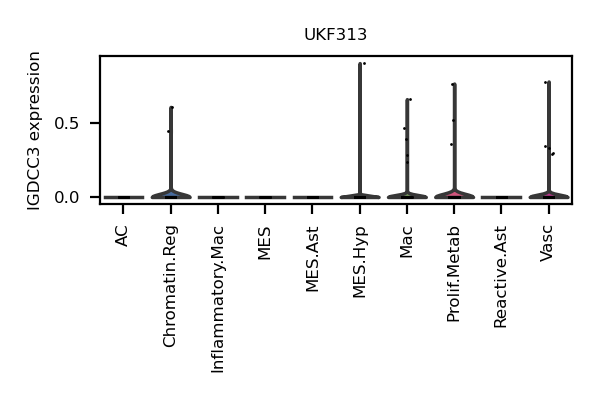 UKF313
IGDCC3 expression
0.5
0.0
AC
Chromatin.Reg
Inflammatory.Mac
MES
MES.Ast
MES.Hyp
Mac
Prolif.Metab
Reactive.Ast
Vasc